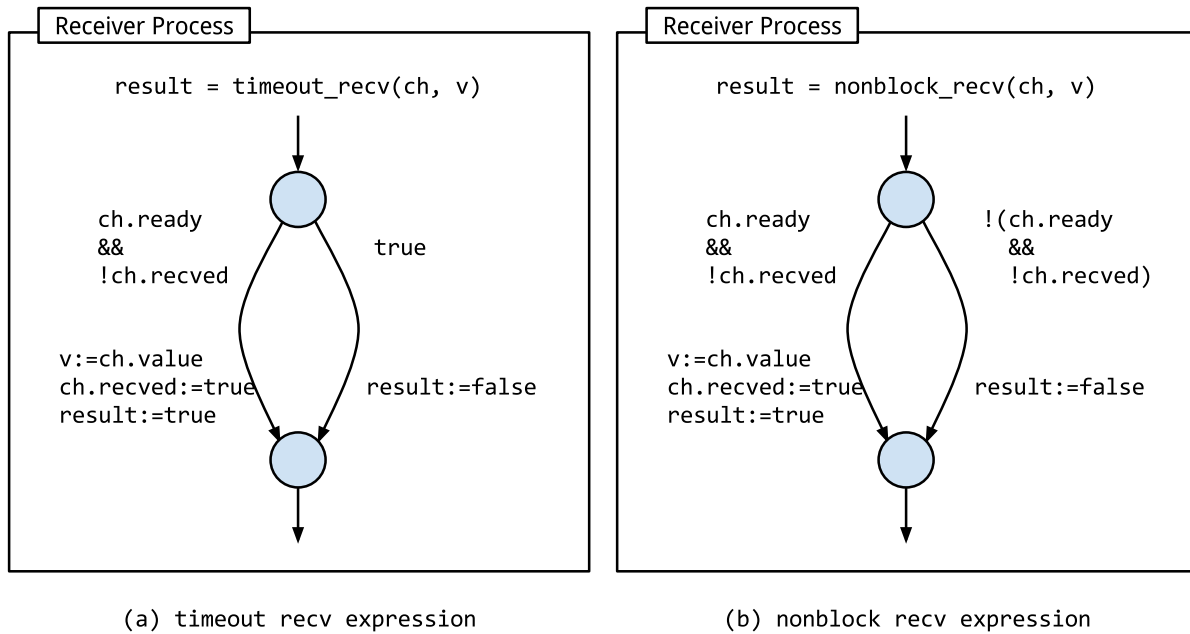 Receiver Process
result = timeout_recv(ch, v)
ch.ready
&&
!ch.recved
true
v:=ch.value
ch.recved:=true
result:=true
result:=false
(a) timeout recv expression
Receiver Process
result = nonblock_recv(ch, v)
ch.ready
&&
!ch.recved
!(ch.ready
&&
!ch.recved)
v:=ch.value
ch.recved:=true
result:=true
result:=false
(b) nonblock recv expression